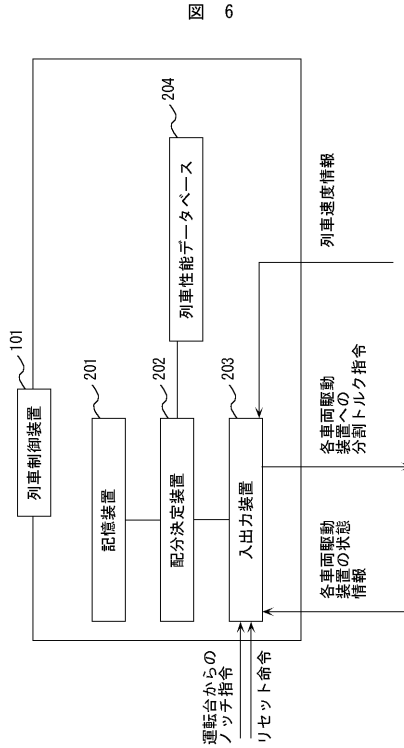 図 6
列車制御装置
101
記憶装置
201
配分決定装置
202
列車性能データベース
204
入出力装置
203
運転台からの
ノッチ指令
リセット命令
各車両駆動
装置の状態
情報
各車両駆動
装置への
分割トルク指令
列車速度情報